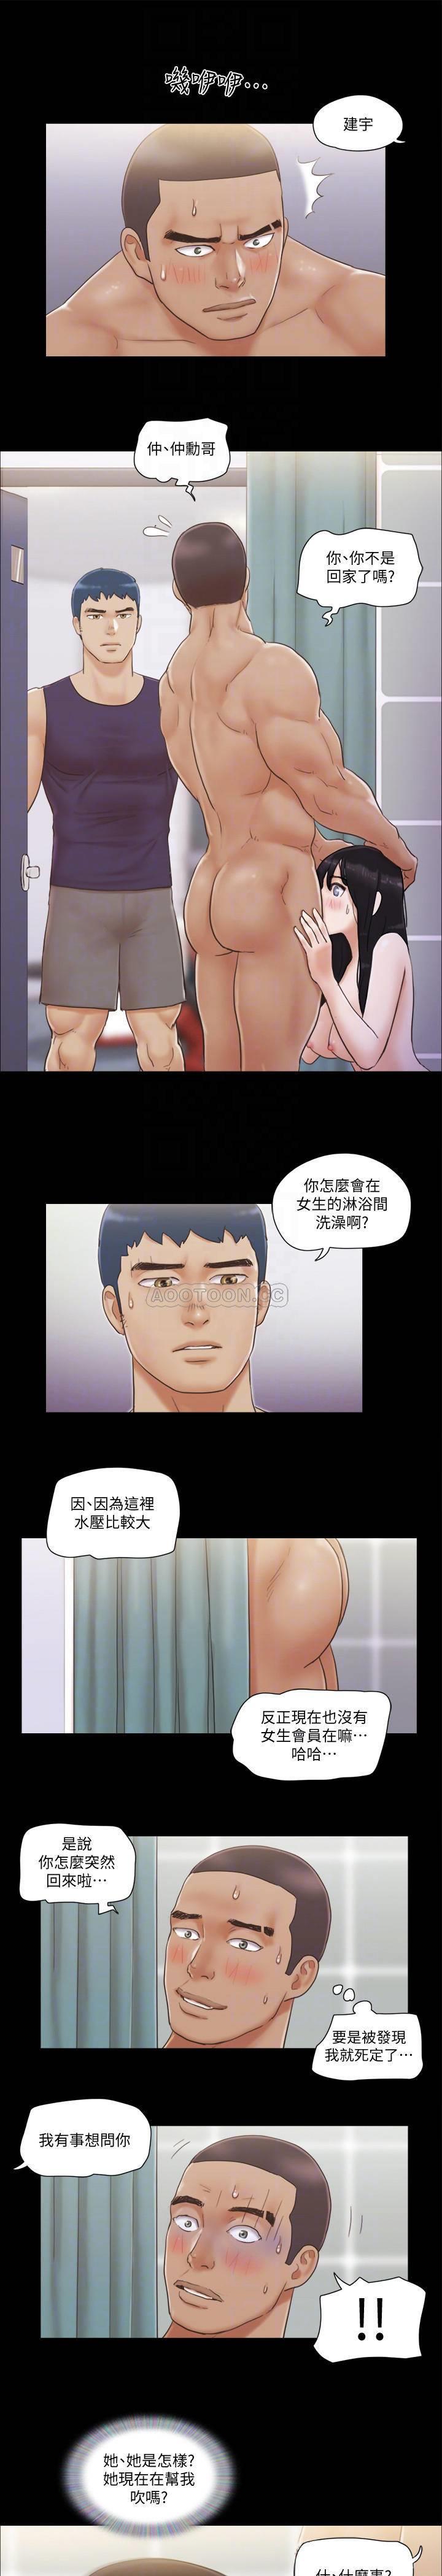 嘰咿咿…
建宇
仲、仲勳哥
你、你不是
回家了嗎?
你怎麼會在
女生的淋浴間
洗澡啊?
AOOTOON.CC
因、因為這裡
水壓比較大
反正現在也沒有
女生會員在嘛…
哈哈…
是說
你怎麼突然
回來啦…
要是被發現
我就死定了…
我有事想問你
!!
她、她是怎樣?
她現在在幫我
吹嗎?
什、什麼事?